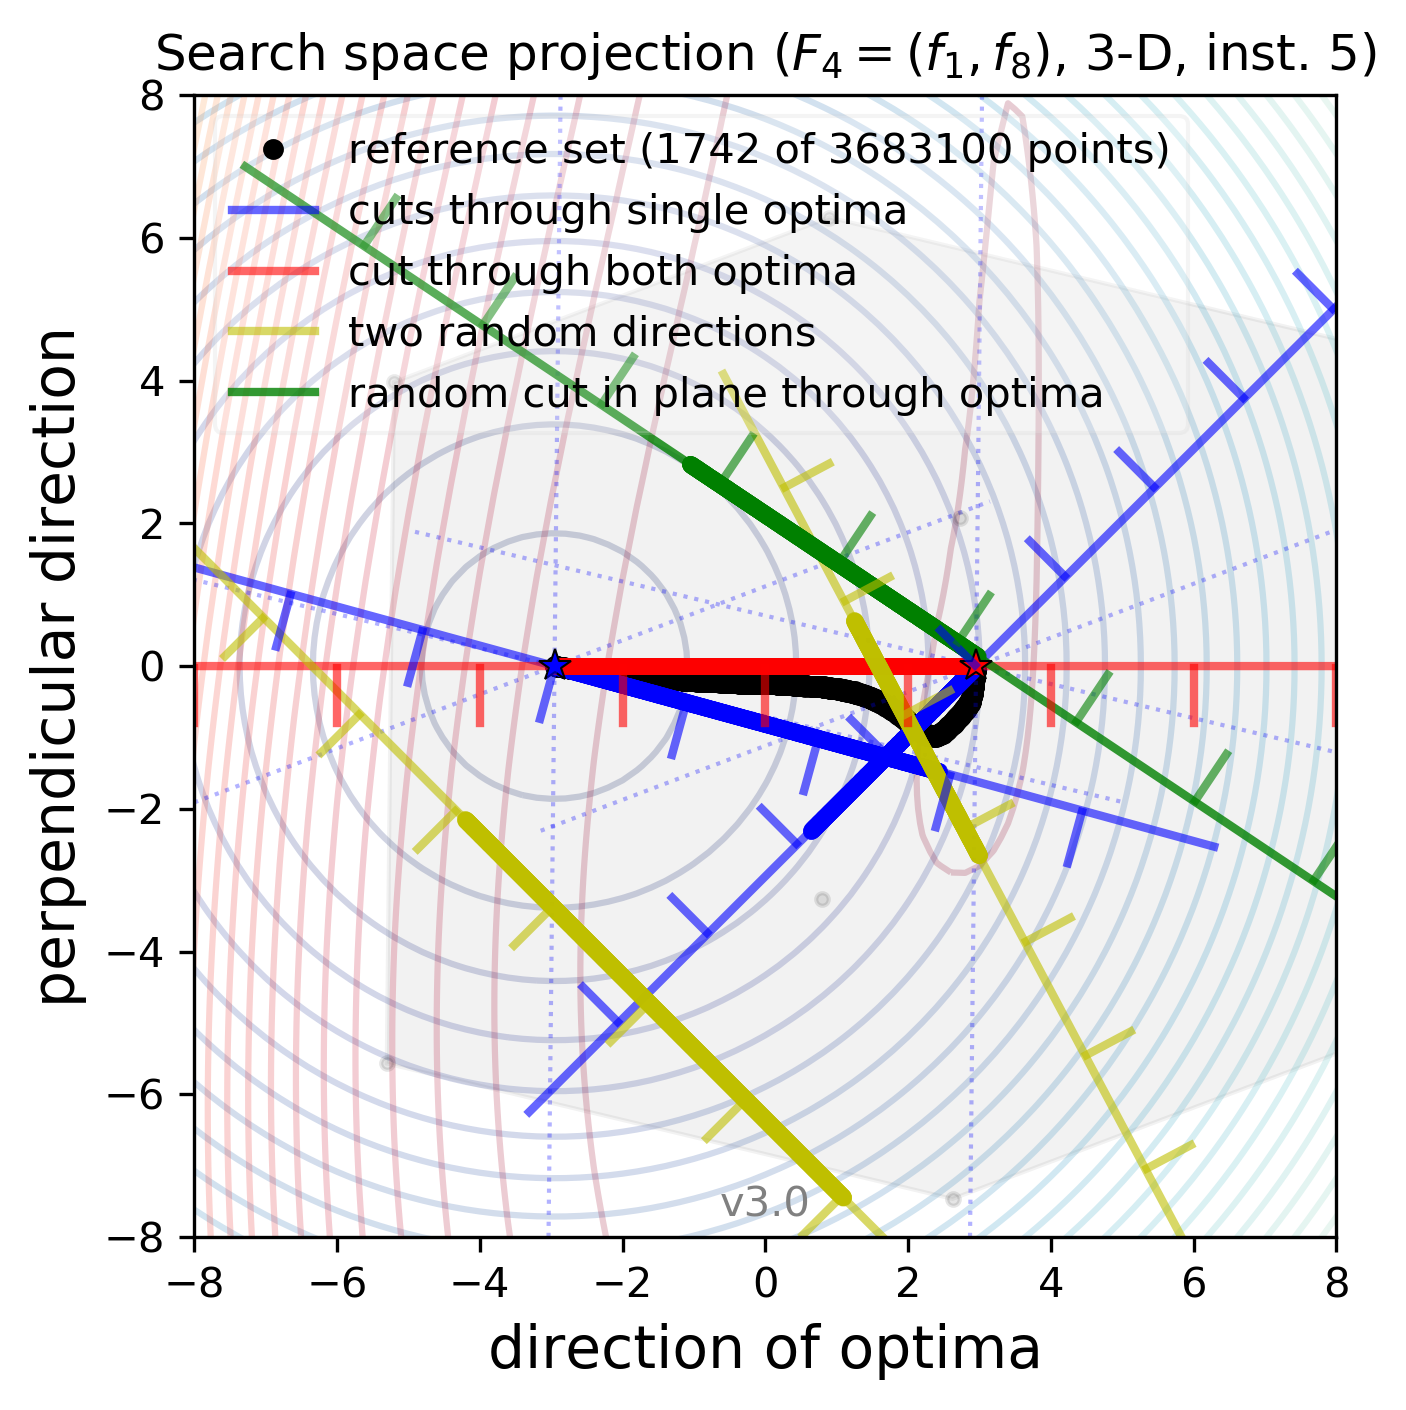 Search space projection (F₄ = (f₁, f₈), 3-D, inst. 5)
reference set (1742 of 3683100 points)
cuts through single optima
cut through both optima
two random directions
random cut in plane through optima
perpendicular direction
8
6
4
2
0
−2
−4
−6
−8
v3.0
−8 −6 −4 −2 0 2 4 6 8
direction of optima